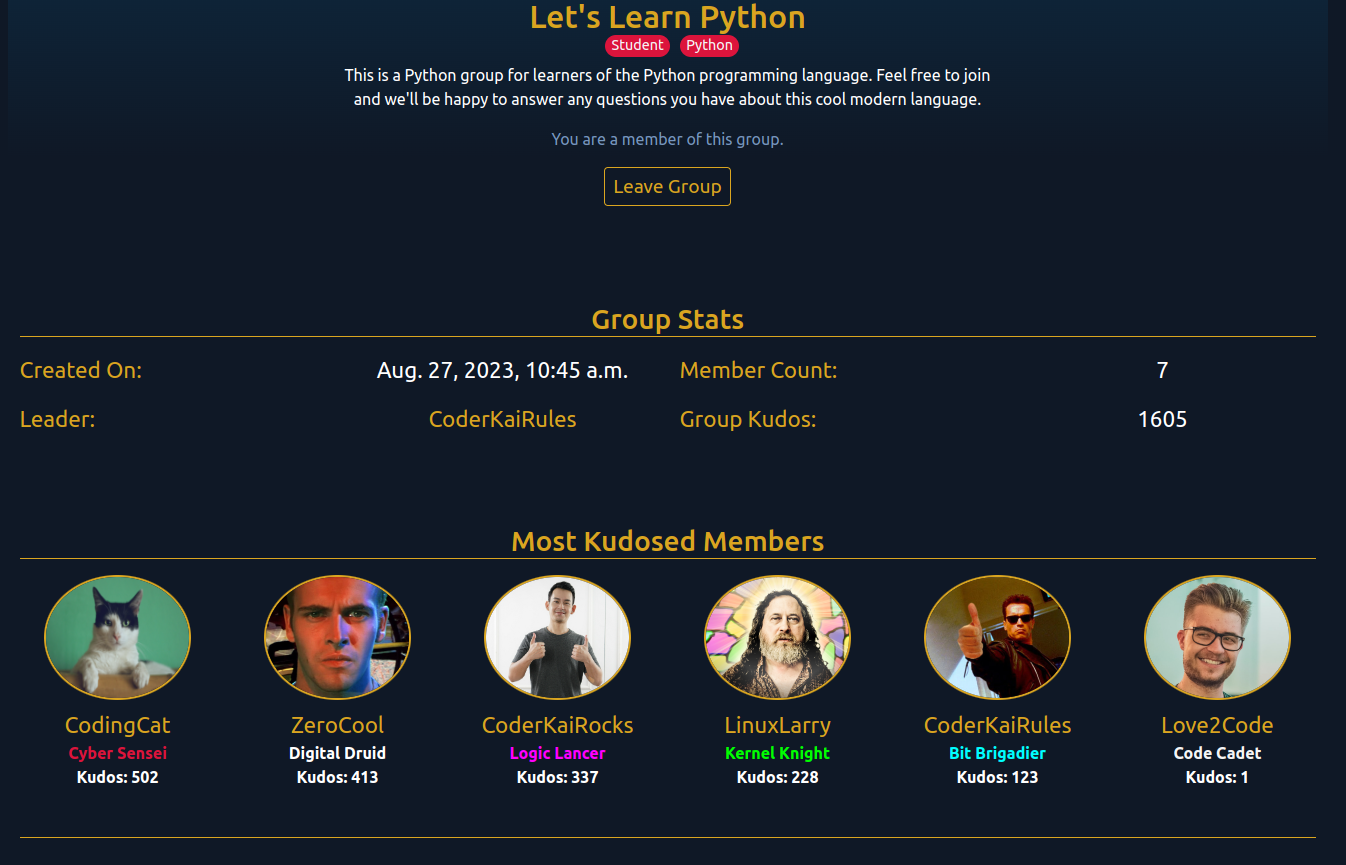 Let's Learn Python
Student Python
This is a Python group for learners of the Python programming language. Feel free to join
and we'll be happy to answer any questions you have about this cool modern language.
You are a member of this group.
Leave Group
Group Stats
Created On: Aug. 27, 2023, 10:45 a.m. Member Count: 7
Leader: CoderKaiRules Group Kudos: 1605
Most Kudosed Members
CodingCat ZeroCool CoderKaiRocks LinuxLarry CoderKaiRules Love2Code
Cyber Sensei Digital Druid Logic Lancer Kernel Knight Bit Brigadier Code Cadet
Kudos: 502 Kudos: 413 Kudos: 337 Kudos: 228 Kudos: 123 Kudos: 1